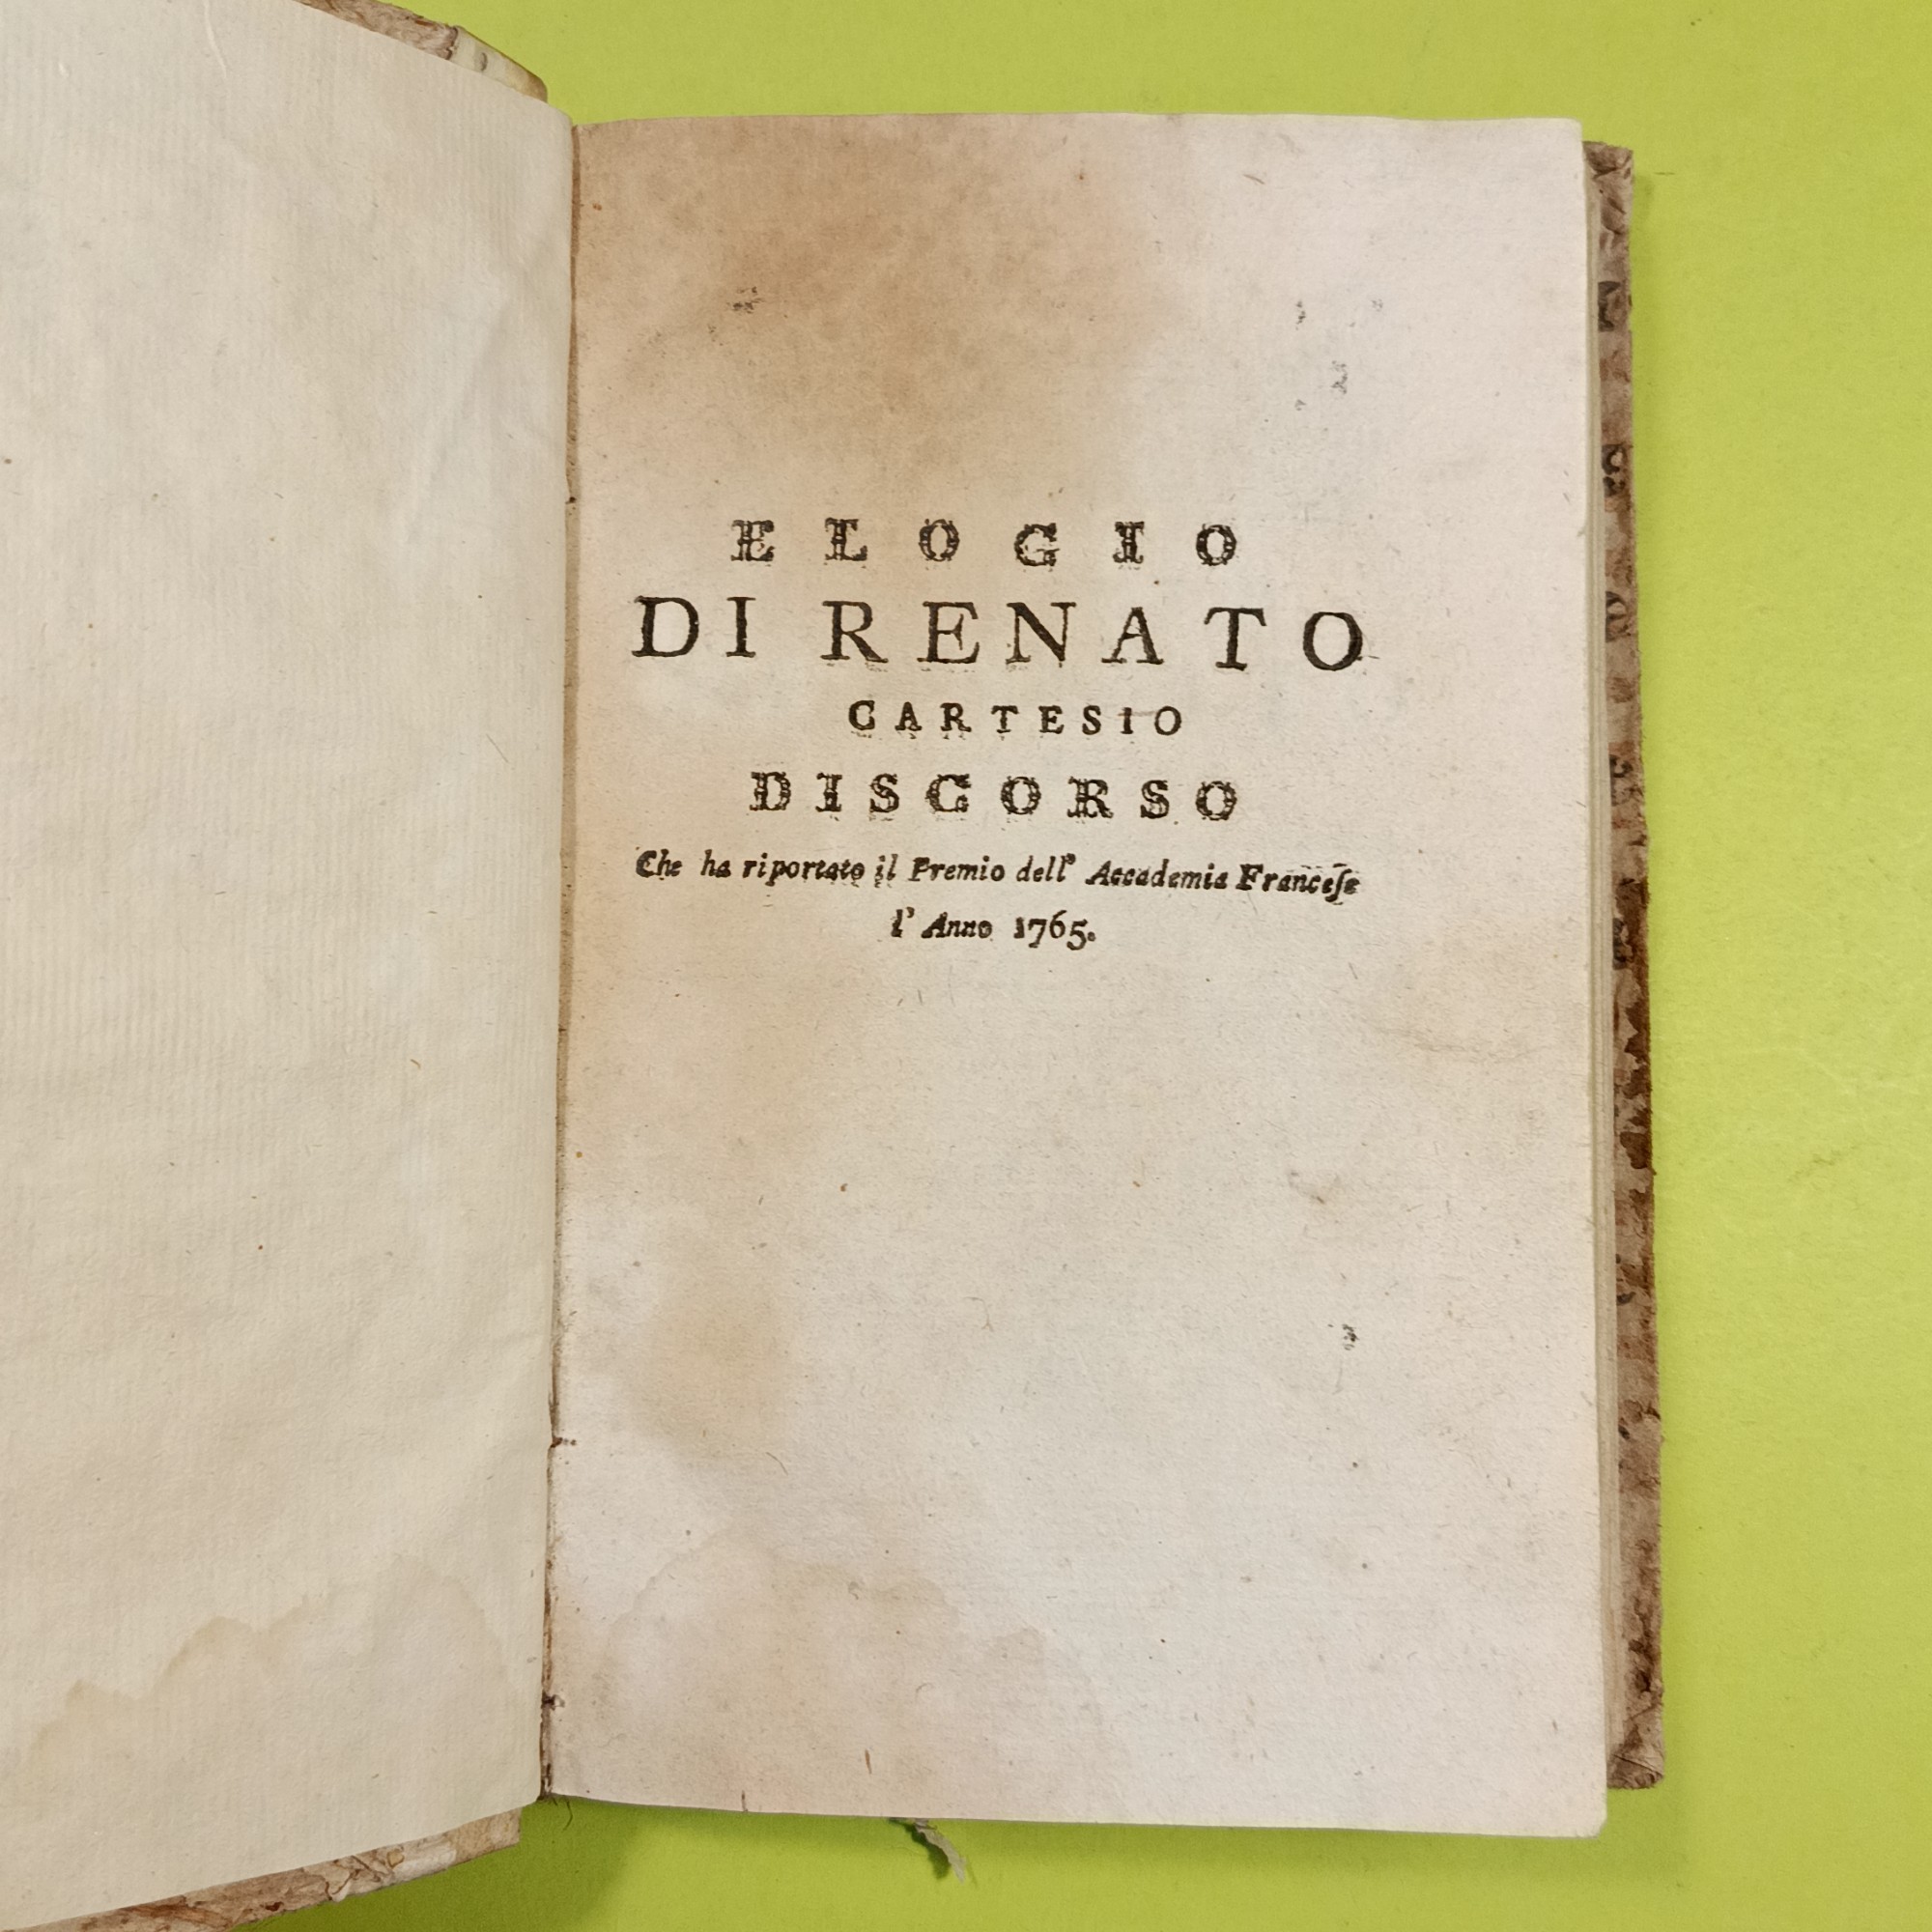 ELOGIO
DI RENATO
CARTESIO
DISCORSO
Che ha riportato il Premio dell' Accademia Franceſe
l' Anno 1765.